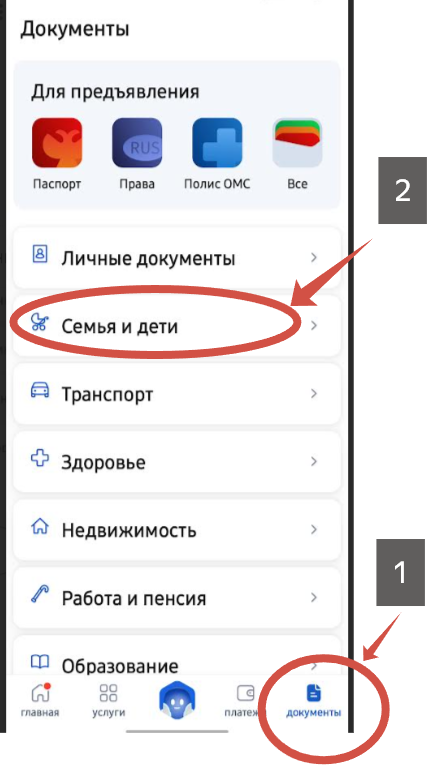 Документы
Для предъявления
RUS
Паспорт Права Полис ОМС Все
2
Личные документы
Семья и дети
Транспорт
Здоровье
Недвижимость
1
Работа и пенсия
Образование
главная услуги платеж документы